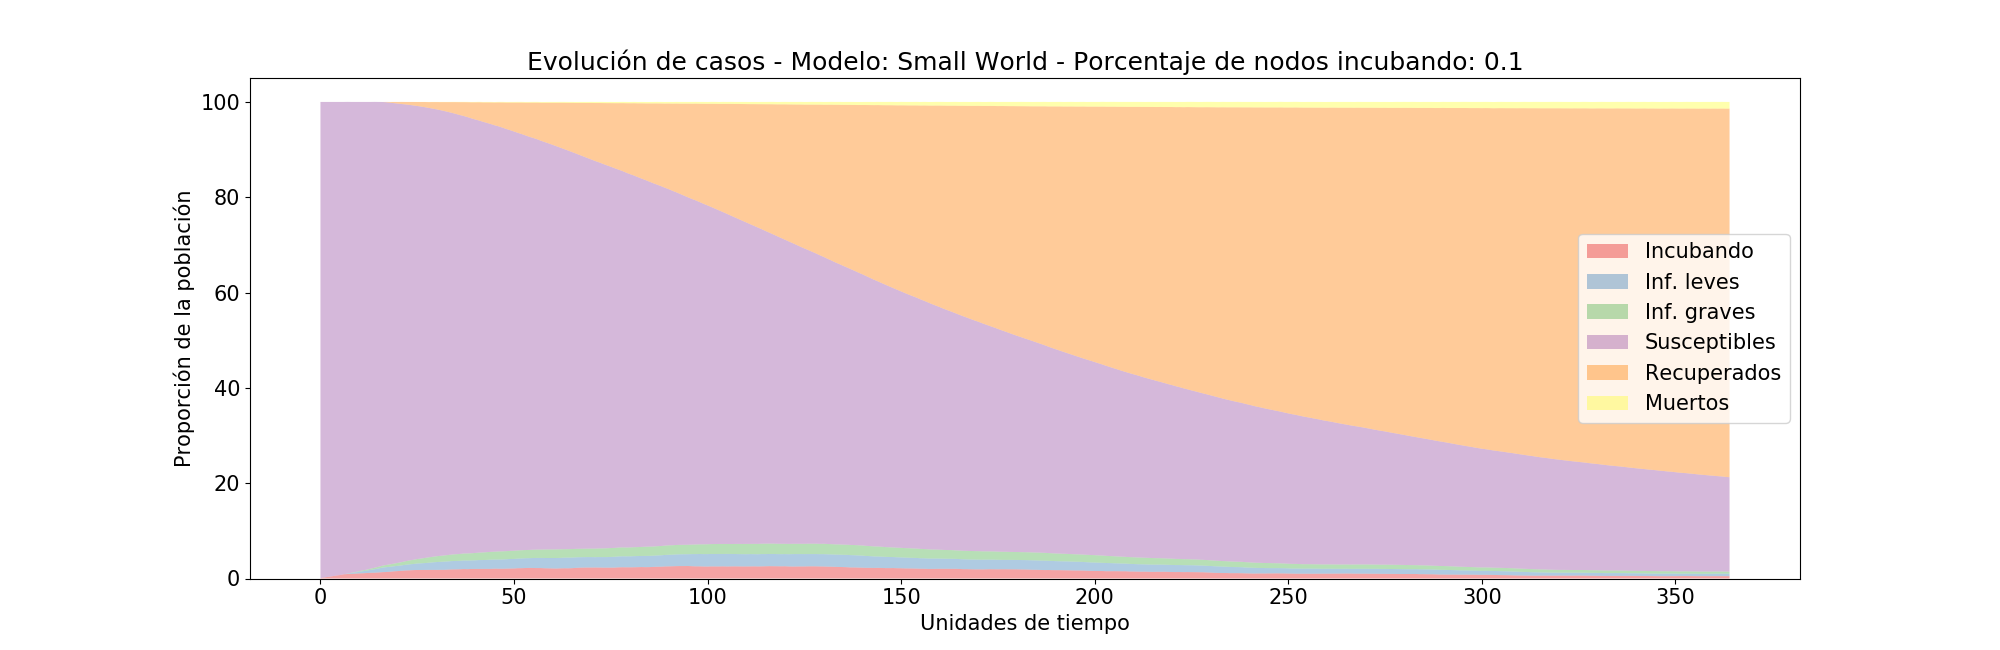 Evolución de casos - Modelo: Small World - Porcentaje de nodos incubando: 0.1
Proporción de la población
100
80
60
40
20
0
0 50 100 150 200 250 300 350
Unidades de tiempo
Incubando
Inf. leves
Inf. graves
Susceptibles
Recuperados
Muertos